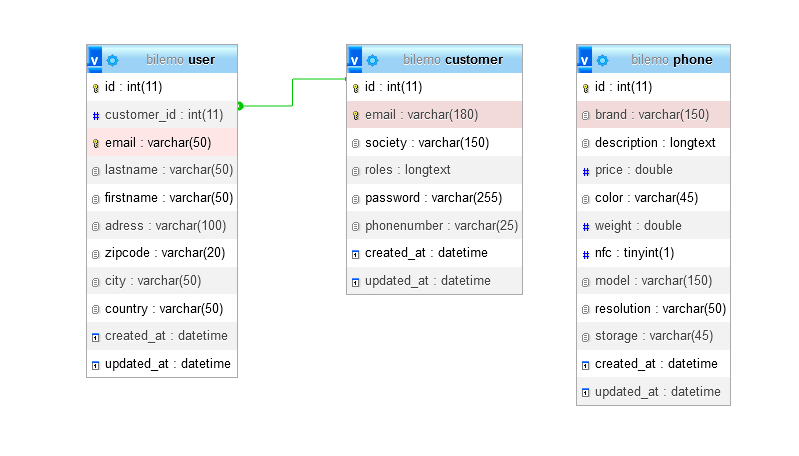 v bilemo user
id : int(11)
# customer_id : int(11)
email : varchar(50)
lastname : varchar(50)
firstname : varchar(50)
adress : varchar(100)
zipcode : varchar(20)
city : varchar(50)
country : varchar(50)
created_at : datetime
updated_at : datetime
v bilemo customer
id : int(11)
email : varchar(180)
society : varchar(150)
roles : longtext
password : varchar(255)
phonenumber : varchar(25)
created_at : datetime
updated_at : datetime
v bilemo phone
id : int(11)
brand : varchar(150)
description : longtext
# price : double
color : varchar(45)
# weight : double
# nfc : tinyint(1)
model : varchar(150)
resolution : varchar(50)
storage : varchar(45)
created_at : datetime
updated_at : datetime